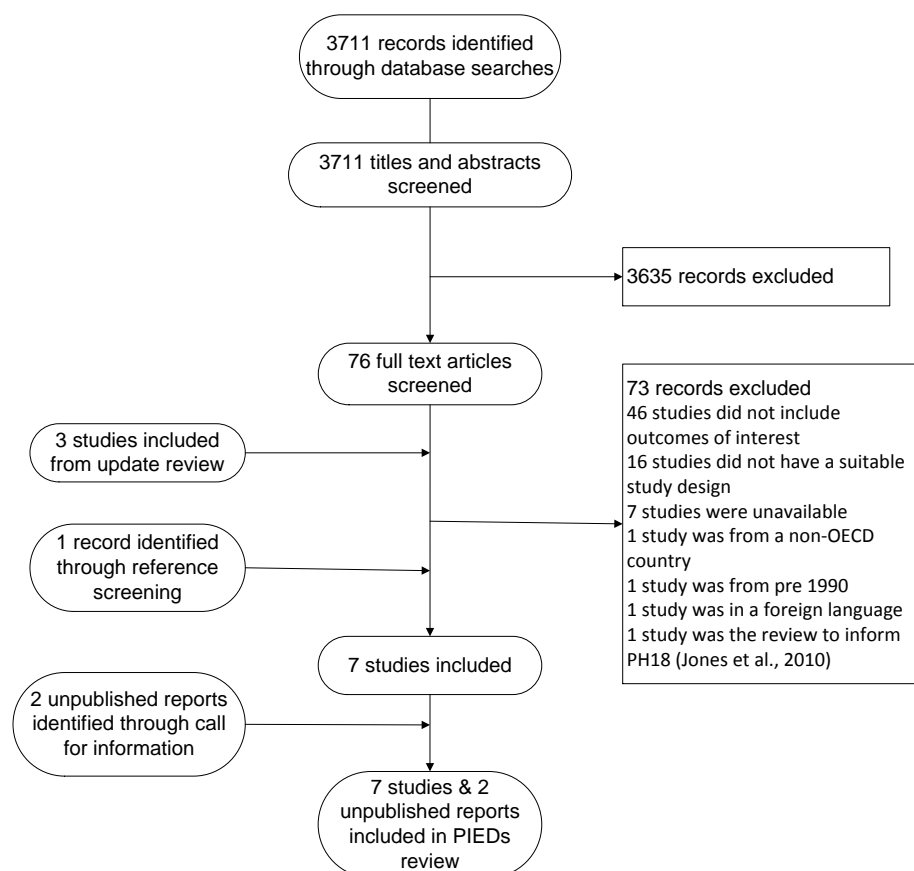 3711 records identified
through database searches
3711 titles and abstracts
screened
3635 records excluded
76 full text articles
screened
73 records excluded
46 studies did not include
outcomes of interest
16 studies did not have a suitable
study design
7 studies were unavailable
1 study was from a non-OECD
country
1 study was from pre 1990
1 study was in a foreign language
1 study was the review to inform
PH18 (Jones et al., 2010)
3 studies included
from update review
1 record identified
through reference
screening
7 studies included
2 unpublished reports
identified through call
for information
7 studies & 2
unpublished reports
included in PIEDs
review